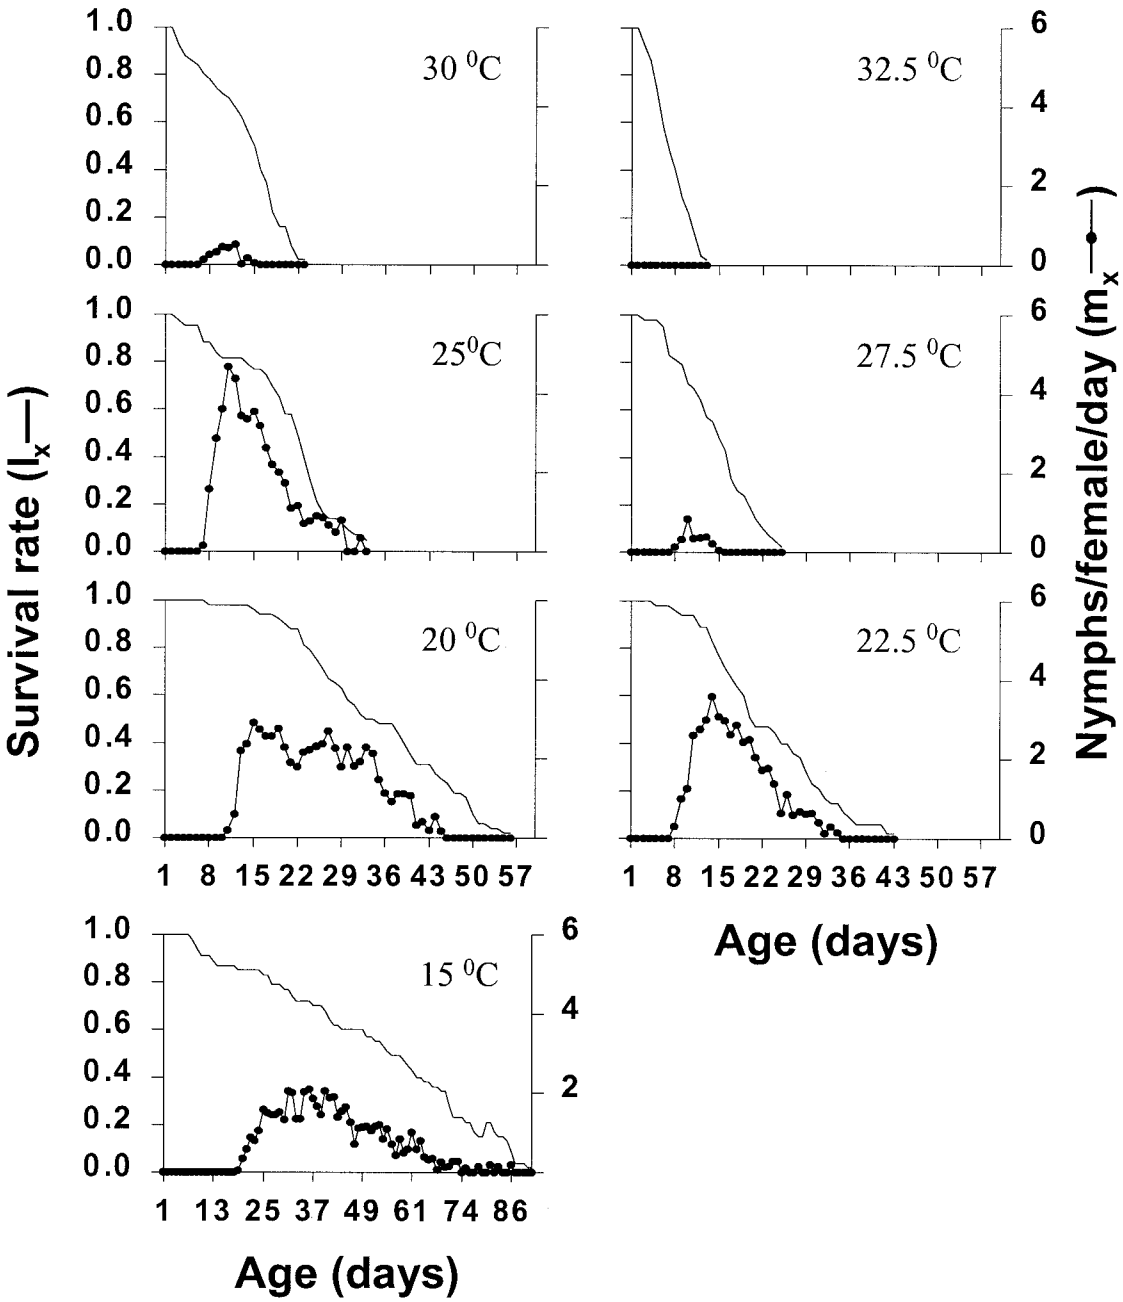 Survival rate (lx—)
Nymphs/female/day (mx—●—)
1.0
0.8
0.6
0.4
0.2
0.0
30 ⁰C
32.5 ⁰C
6
4
2
0
1.0
0.8
0.6
0.4
0.2
0.0
25⁰C
27.5 ⁰C
6
4
2
0
1.0
0.8
0.6
0.4
0.2
0.0
20 ⁰C
22.5 ⁰C
6
4
2
0
1 8 15 22 29 36 43 50 57
1 8 15 22 29 36 43 50 57
Age (days)
1.0
0.8
0.6
0.4
0.2
0.0
15 ⁰C
6
4
2
1 13 25 37 49 61 74 86
Age (days)